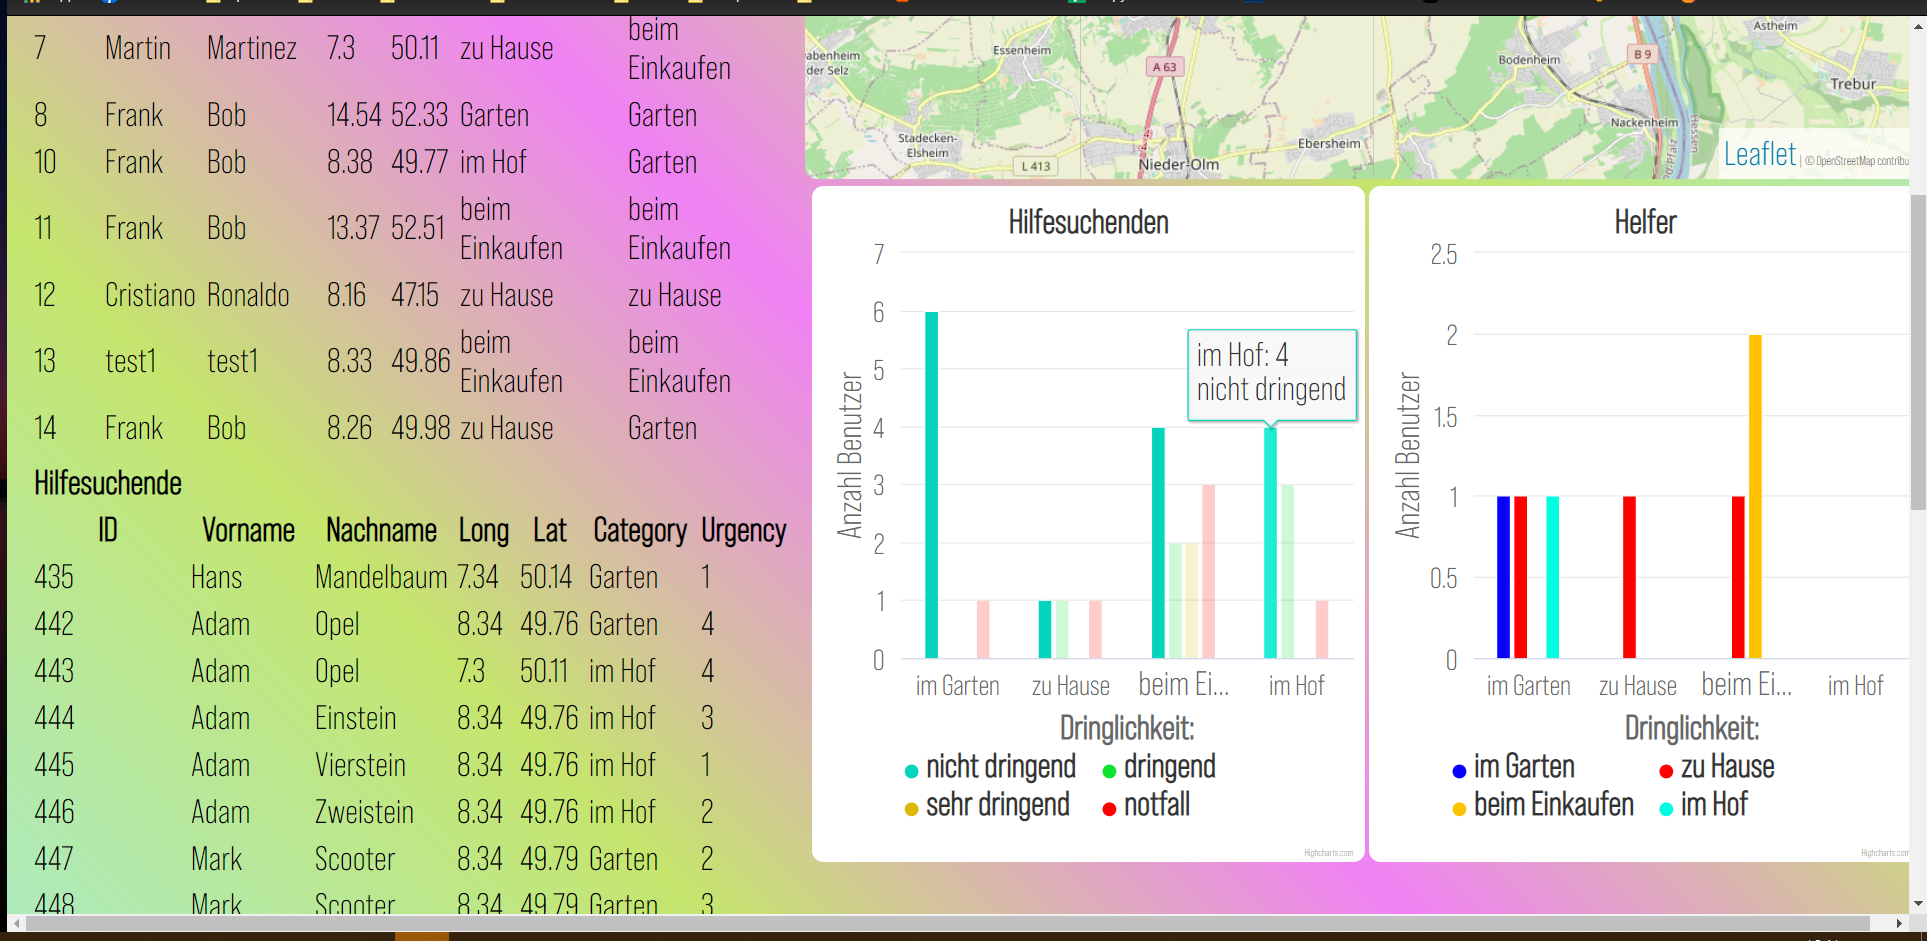 7 Martin Martinez 7.3 50.11 zu Hause beim Einkaufen
8 Frank Bob 14.54 52.33 Garten Garten
10 Frank Bob 8.38 49.77 im Hof Garten
11 Frank Bob 13.37 52.51 beim Einkaufen beim Einkaufen
12 Cristiano Ronaldo 8.16 47.15 zu Hause zu Hause
13 test1 test1 8.33 49.86 beim Einkaufen beim Einkaufen
14 Frank Bob 8.26 49.98 zu Hause Garten
Hilfesuchende
ID Vorname Nachname Long Lat Category Urgency
435 Hans Mandelbaum 7.34 50.14 Garten 1
442 Adam Opel 8.34 49.76 Garten 4
443 Adam Opel 7.3 50.11 im Hof 4
444 Adam Einstein 8.34 49.76 im Hof 3
445 Adam Vierstein 8.34 49.76 im Hof 1
446 Adam Zweistein 8.34 49.76 im Hof 2
447 Mark Scooter 8.34 49.79 Garten 2
448 Mark Scooter 8.34 49.79 Garten 3
Essenheim
abenheim
der Selz
A 63
Stadecken-
Elsheim
L 413
Nieder-Olm
Ebersheim
Bodenheim
B 9
Astheim
Trebur
Nackenheim
Hessen
Leaflet | © OpenStreetMap contribu
Hilfesuchenden
Anzahl Benutzer
7
6
5
4
3
2
1
0
im Hof: 4
nicht dringend
im Garten zu Hause beim Ei... im Hof
Dringlichkeit:
nicht dringend dringend
sehr dringend notfall
Highcharts.com
Helfer
Anzahl Benutzer
2.5
2
1.5
1
0.5
0
im Garten zu Hause beim Ei... im Hof
Dringlichkeit:
im Garten zu Hause
beim Einkaufen im Hof
Highcharts.com